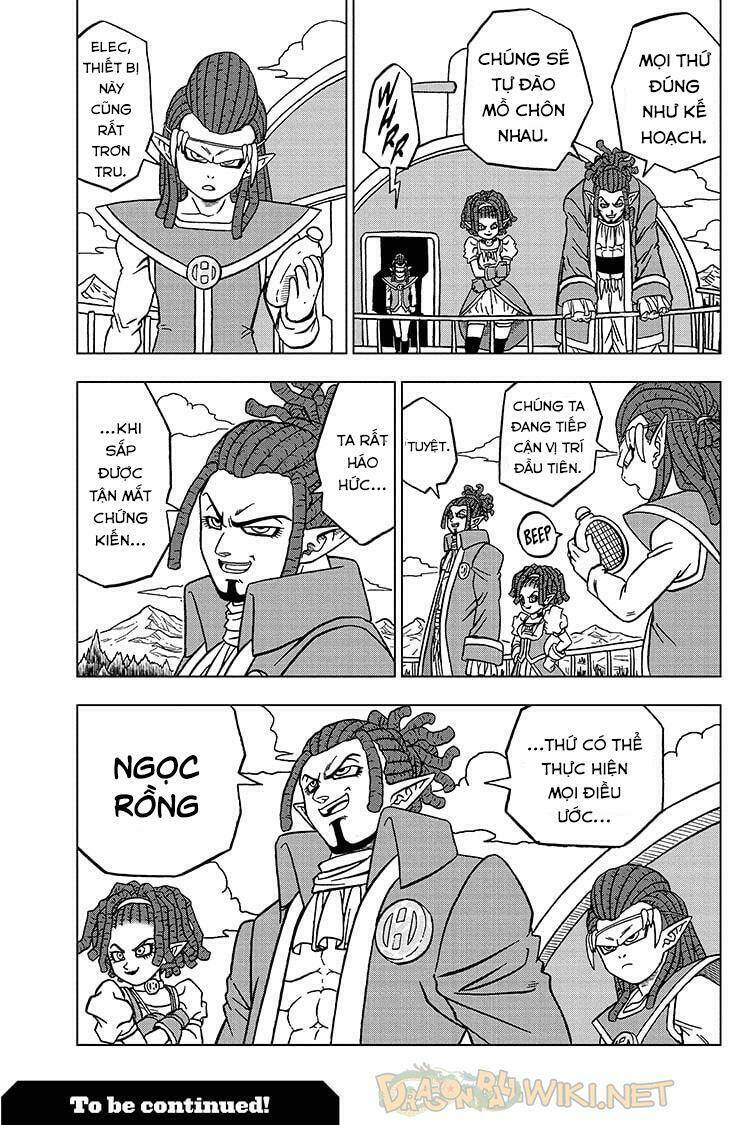 MỌI THỨ
ĐÚNG
NHƯ KẾ
HOẠCH.
CHÚNG SẼ
TỰ ĐÀO
MỒ CHÔN
NHAU.
WHRR
ELEC,
THIẾT BỊ
NÀY
CŨNG
RẤT
TRƠN
TRU.
CHÚNG TA
ĐANG TIẾP
CẬN VỊ TRÍ
ĐẦU TIÊN.
BEEP
TUYỆT.
TA RẤT
HÁO
HỨC...
...KHI
SẮP
ĐƯỢC
TẬN MẮT
CHỨNG
KIẾN...
...THỨ CÓ THỂ
THỰC HIỆN
MỌI ĐIỀU
ƯỚC...
NGỌC
RỒNG
To be continued!
DRAGON BALL WIKI.NET